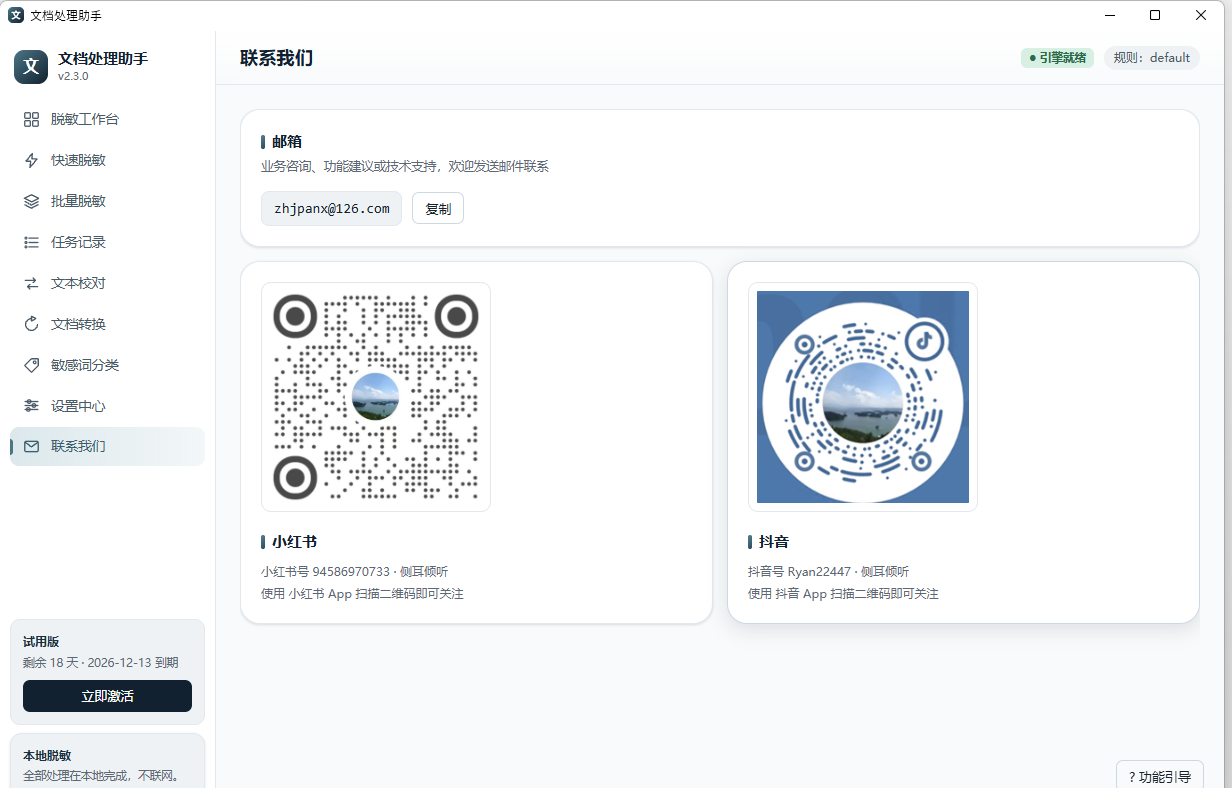 文档处理助手
文档处理助手
v2.3.0
脱敏工作台
快速脱敏
批量脱敏
任务记录
文本校对
文档转换
敏感词分类
设置中心
联系我们
试用版
剩余 18 天 · 2026-12-13 到期
立即激活
本地脱敏
全部处理在本地完成，不联网。
联系我们
引擎就绪
规则：default
邮箱
业务咨询、功能建议或技术支持，欢迎发送邮件联系
zhjpanx@126.com
复制
小红书
小红书号 94586970733 · 侧耳倾听
使用 小红书 App 扫描二维码即可关注
抖音
抖音号 Ryan22447 · 侧耳倾听
使用 抖音 App 扫描二维码即可关注
? 功能引导